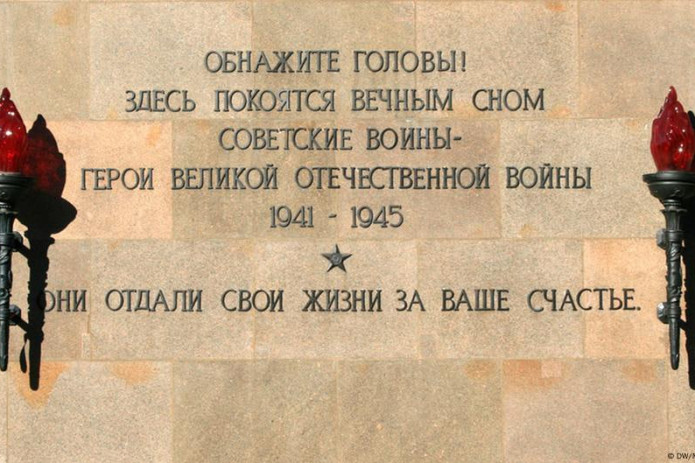 ОБНАЖИТЕ ГОЛОВЫ!
ЗДЕСЬ ПОКОЯТСЯ ВЕЧНЫМ СНОМ
СОВЕТСКИЕ ВОИНЫ-
ГЕРОИ ВЕЛИКОЙ ОТЕЧЕСТВЕННОЙ ВОЙНЫ
1941 - 1945
ОНИ ОТДАЛИ СВОИ ЖИЗНИ ЗА ВАШЕ СЧАСТЬЕ.
© DW/